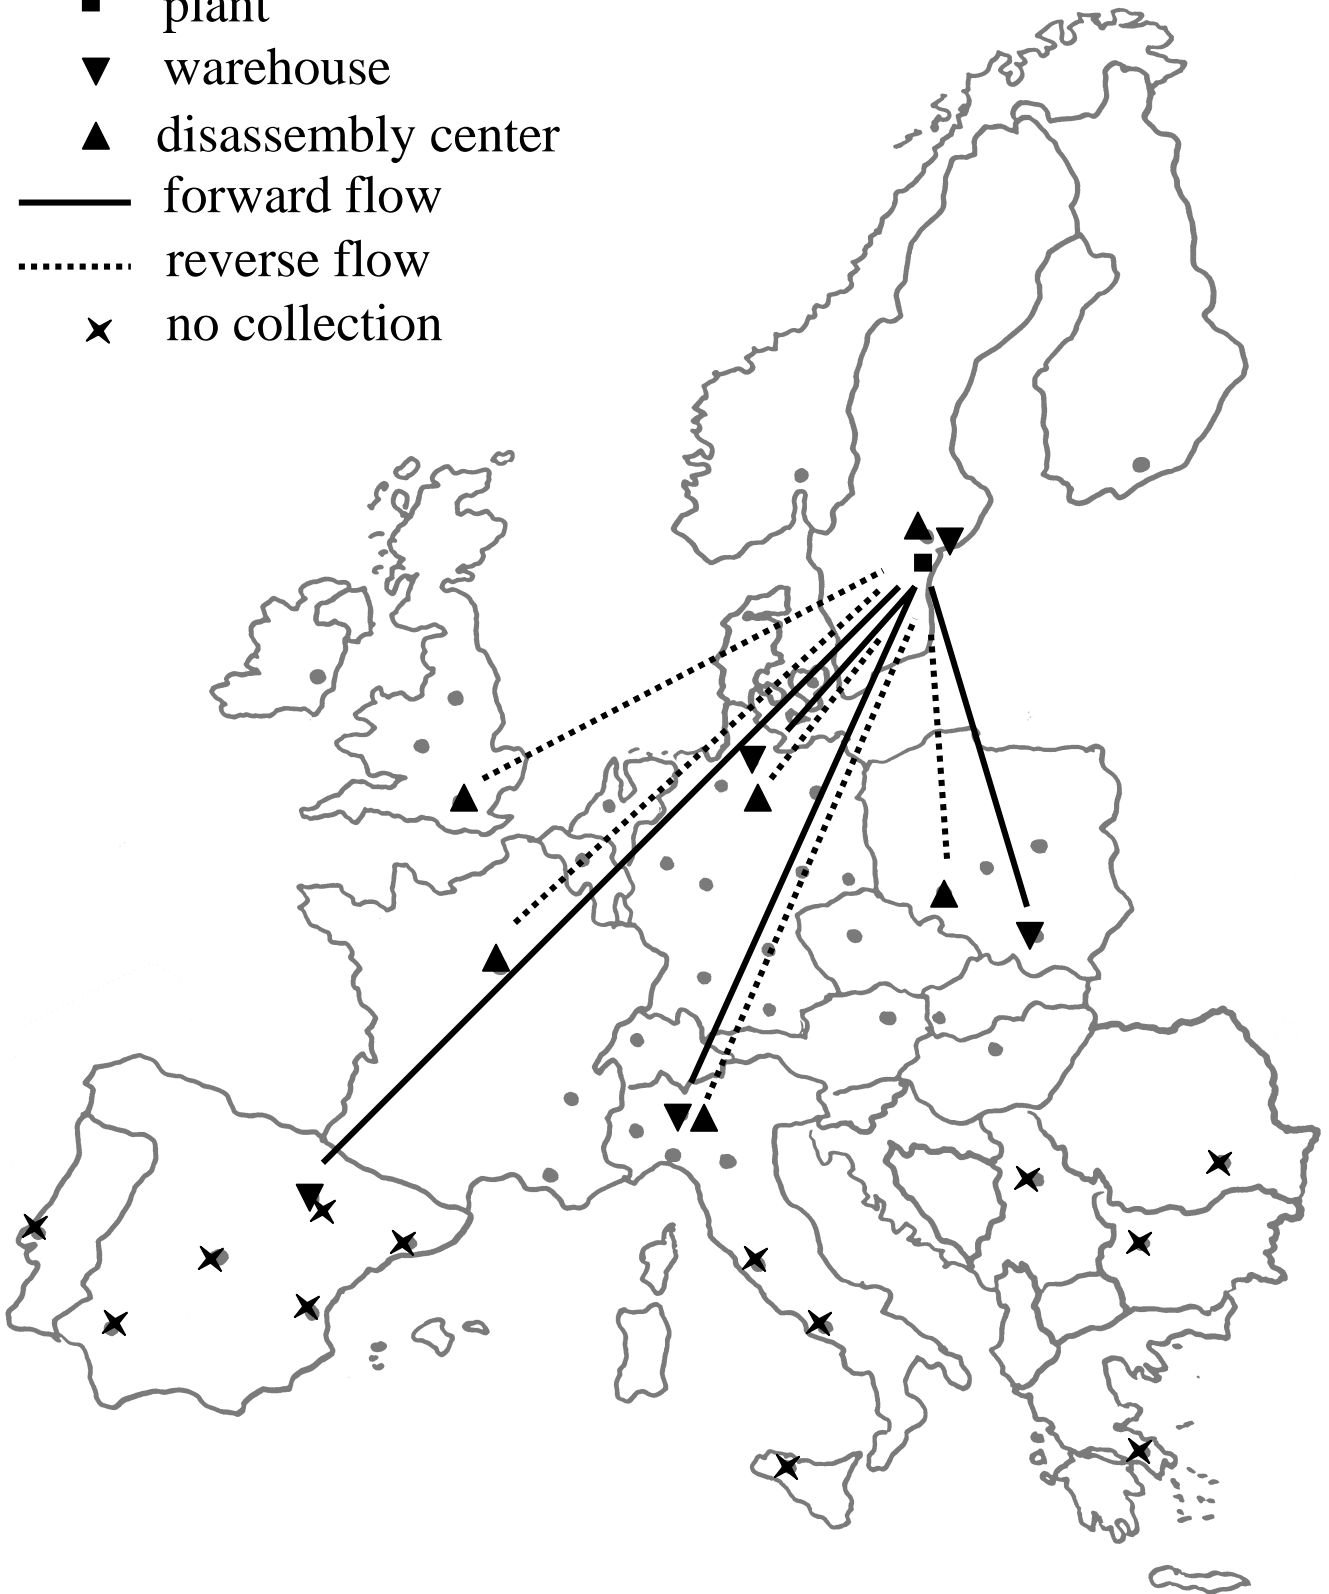 plant
warehouse
disassembly center
forward flow
reverse flow
no collection